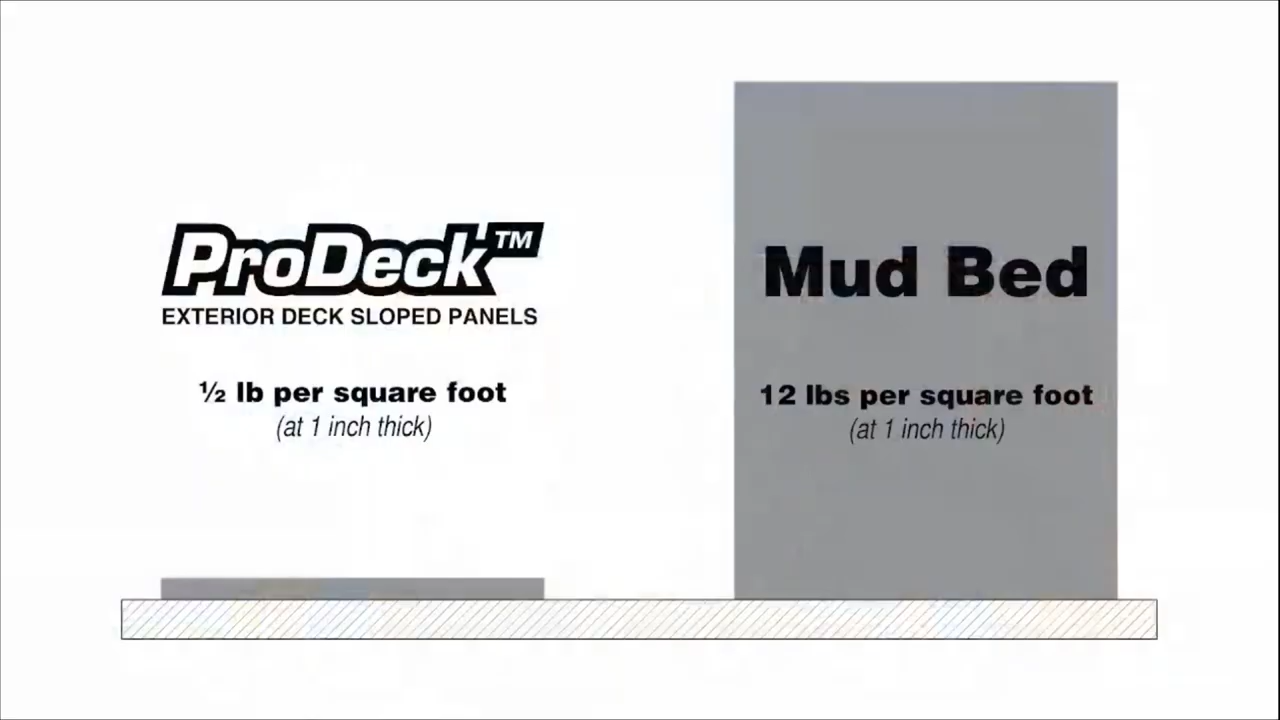 ProDeck™
EXTERIOR DECK SLOPED PANELS
½ lb per square foot
(at 1 inch thick)
Mud Bed
12 lbs per square foot
(at 1 inch thick)